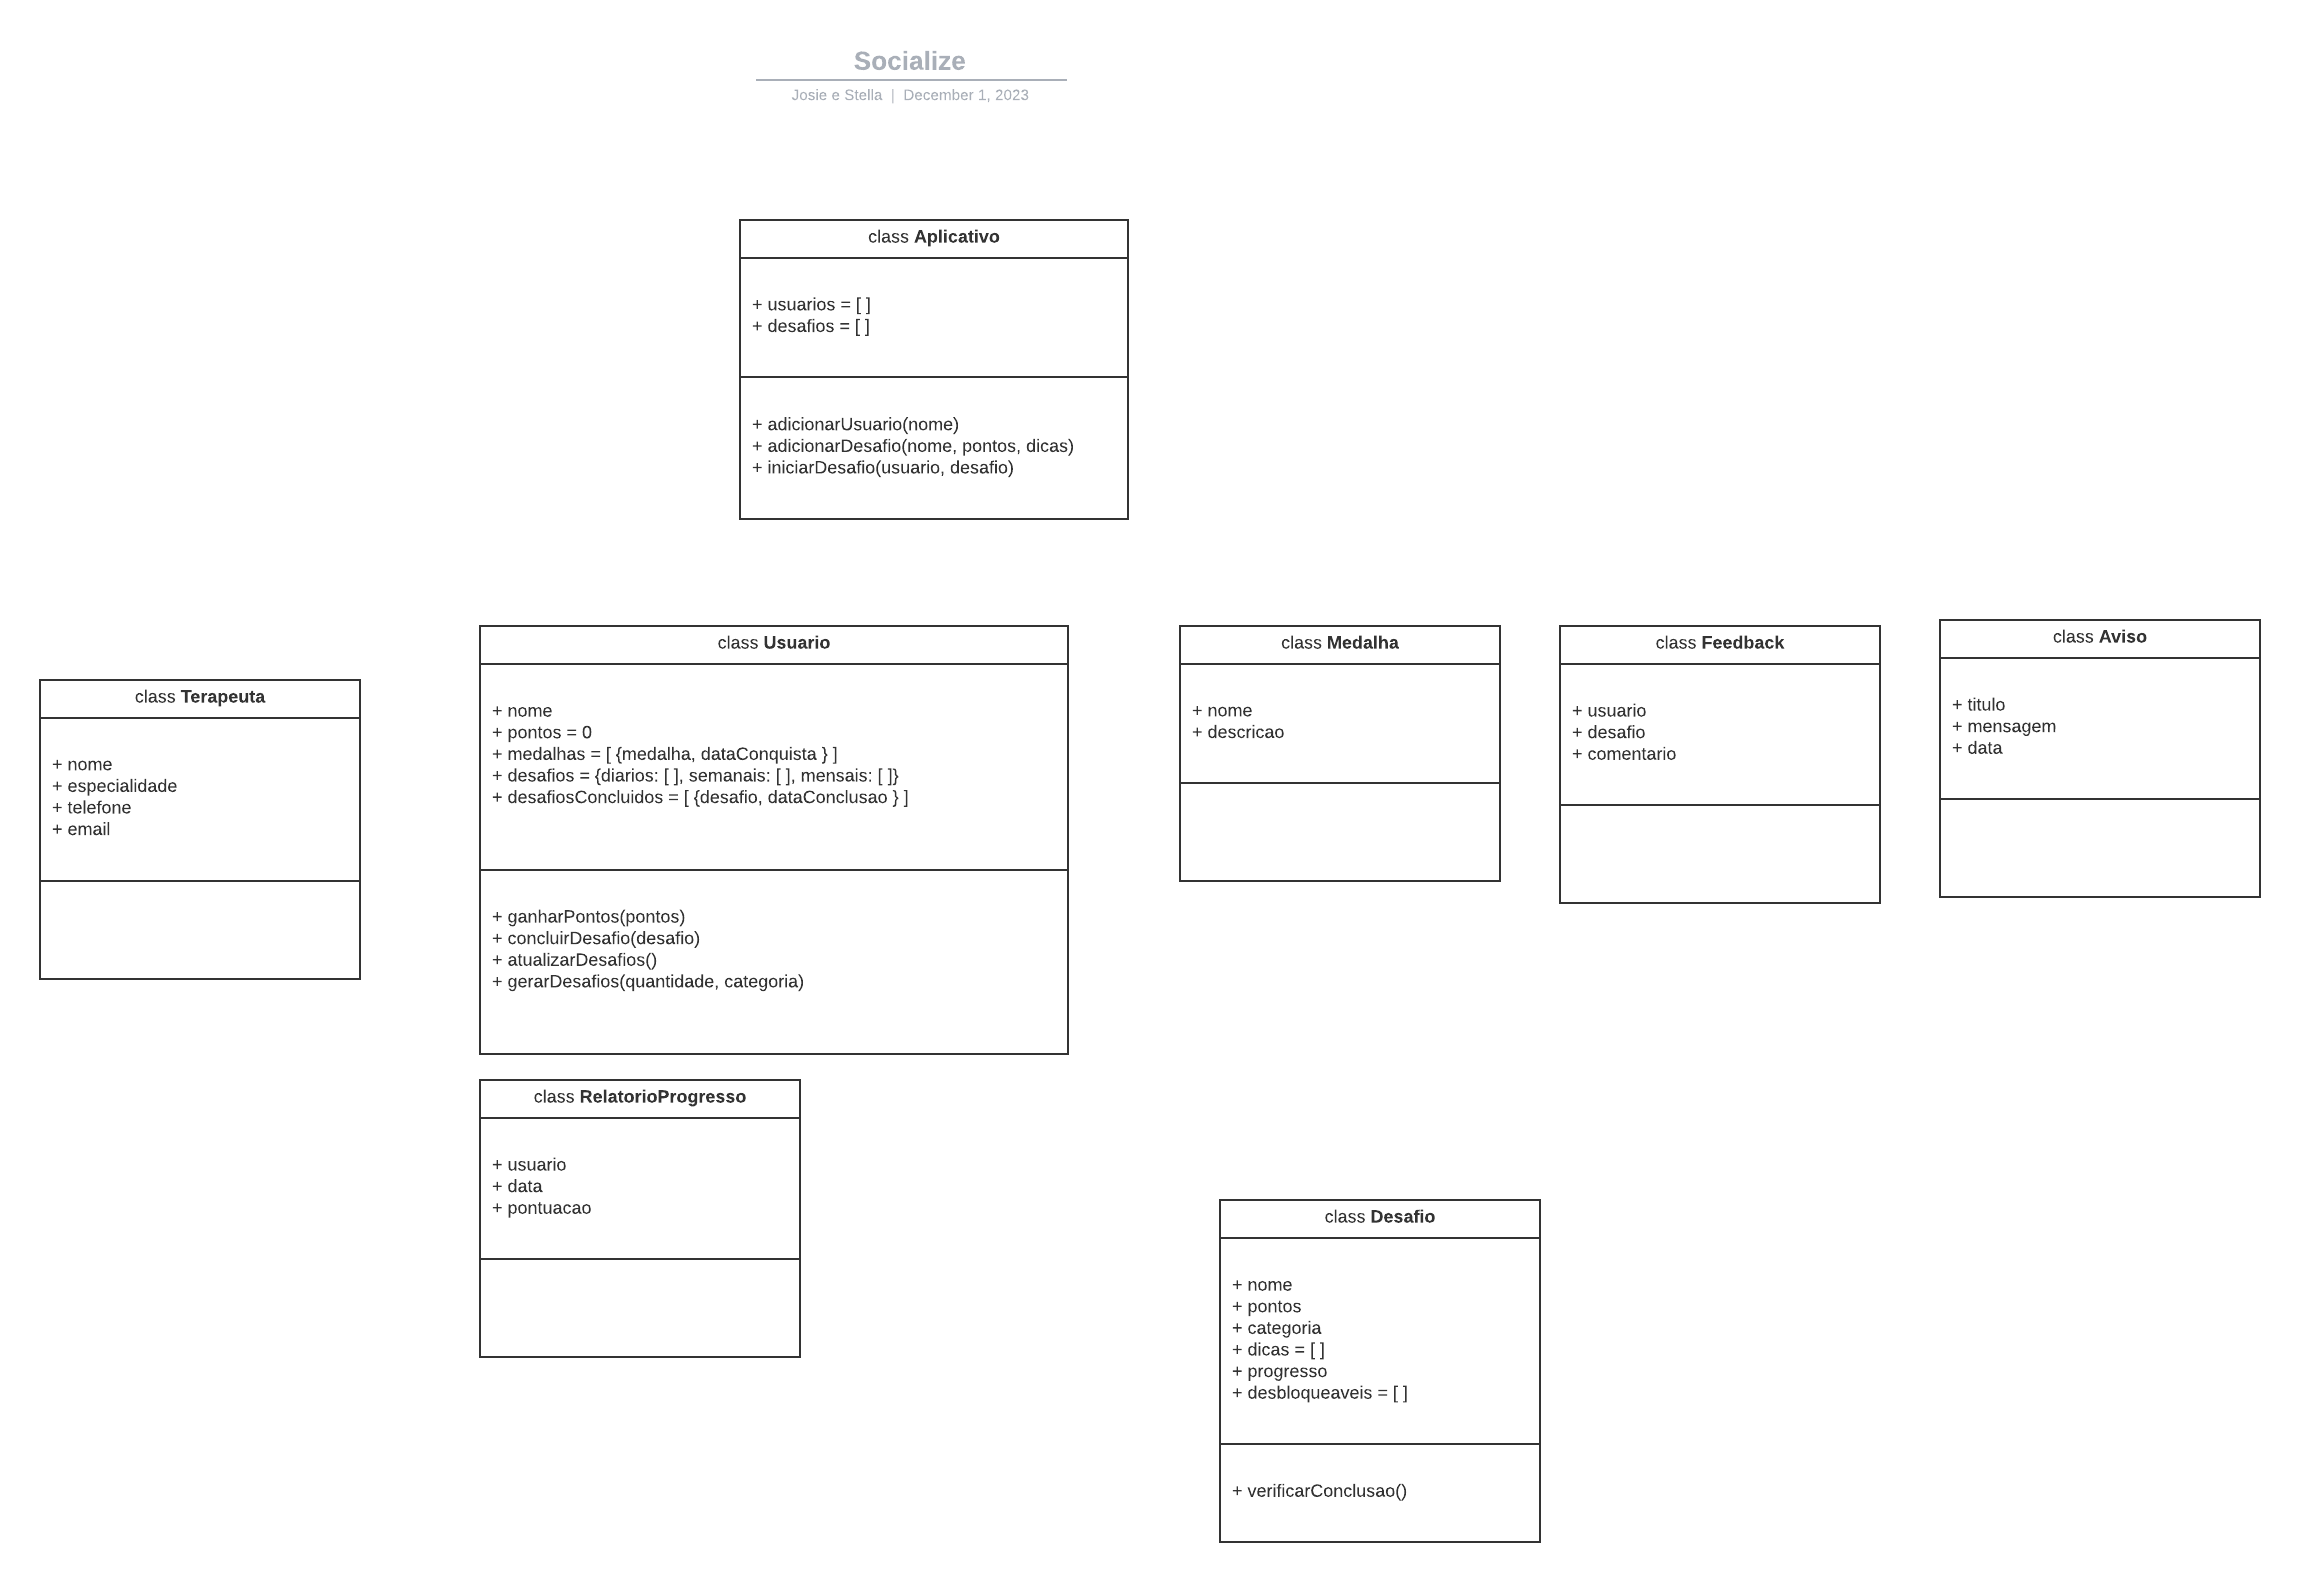 Socialize
Josie e Stella | December 1, 2023
class Aplicativo
+ usuarios = [ ]
+ desafios = [ ]
+ adicionarUsuario(nome)
+ adicionarDesafio(nome, pontos, dicas)
+ iniciarDesafio(usuario, desafio)
class Terapeuta
+ nome
+ especialidade
+ telefone
+ email
class Usuario
+ nome
+ pontos = 0
+ medalhas = [ {medalha, dataConquista } ]
+ desafios = {diarios: [ ], semanais: [ ], mensais: [ ]}
+ desafiosConcluidos = [ {desafio, dataConclusao } ]
+ ganharPontos(pontos)
+ concluirDesafio(desafio)
+ atualizarDesafios()
+ gerarDesafios(quantidade, categoria)
class Medalha
+ nome
+ descricao
class Feedback
+ usuario
+ desafio
+ comentario
class Aviso
+ titulo
+ mensagem
+ data
class RelatorioProgresso
+ usuario
+ data
+ pontuacao
class Desafio
+ nome
+ pontos
+ categoria
+ dicas = [ ]
+ progresso
+ desbloqueaveis = [ ]
+ verificarConclusao()